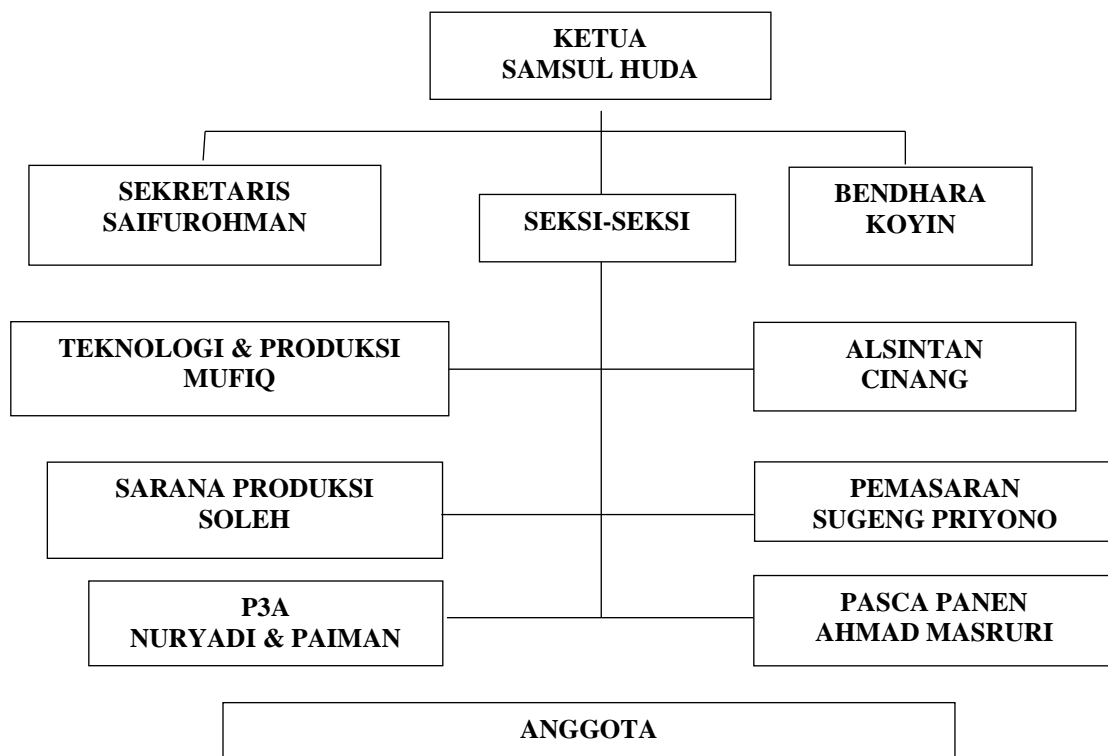 KETUA
SAMSUL HUDA
SEKRETARIS
SAIFUROHMAN
SEKSI-SEKSI
BENDHARA
KOYIN
TEKNOLOGI & PRODUKSI
MUFIQ
ALSINTAN
CINANG
SARANA PRODUKSI
SOLEH
PEMASARAN
SUGENG PRIYONO
P3A
NURYADI & PAIMAN
PASCA PANEN
AHMAD MASRURI
ANGGOTA